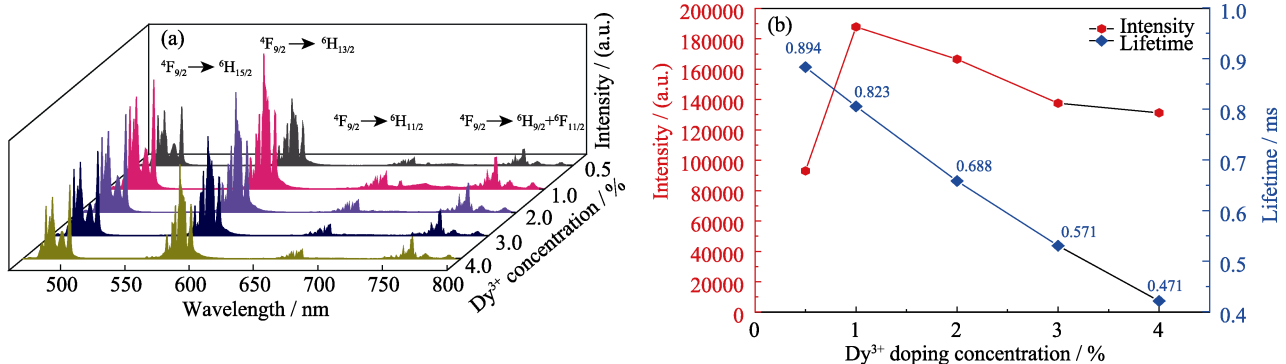 (a)
⁴F₉/₂ → ⁶H₁₃/₂
⁴F₉/₂ → ⁶H₁₅/₂
⁴F₉/₂ → ⁶H₁₁/₂
⁴F₉/₂ → ⁶H₉/₂+⁶F₁₁/₂
Intensity / (a.u.)
0.5
1.0
2.0
3.0
4.0
Dy³⁺ concentration / %
500
550
600
650
700
750
800
Wavelength / nm
(b)
Intensity
Lifetime
200000
180000
160000
140000
120000
100000
80000
60000
40000
20000
0
Intensity / (a.u.)
0.894
0.823
0.688
0.571
0.471
1.0
0.9
0.8
0.7
0.6
0.5
0.4
Lifetime / ms
0
1
2
3
4
Dy³⁺ doping concentration / %